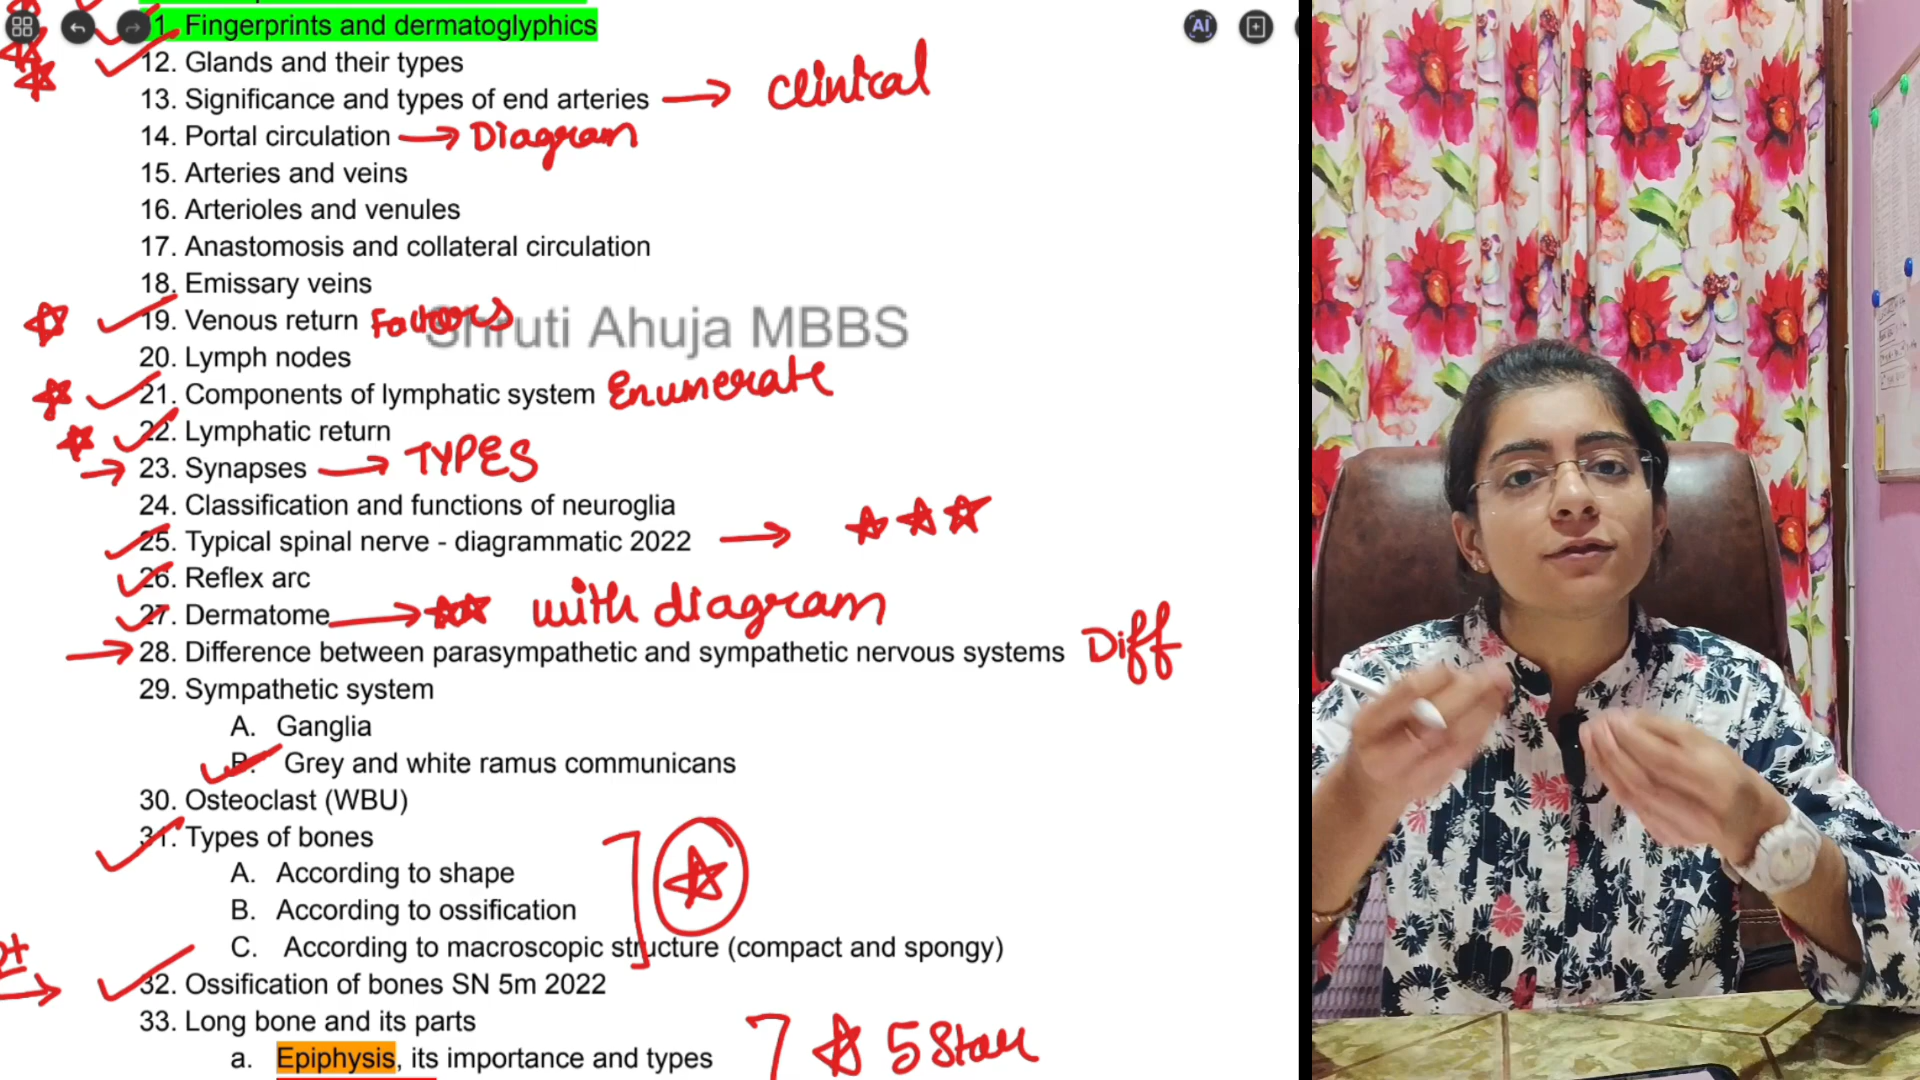 11. Fingerprints and dermatoglyphics
12. Glands and their types
13. Significance and types of end arteries → Clinical
14. Portal circulation → Diagram
15. Arteries and veins
16. Arterioles and venules
17. Anastomosis and collateral circulation
18. Emissary veins
19. Venous return Factors
Shruti Ahuja MBBS
20. Lymph nodes
21. Components of lymphatic system Enumerate
22. Lymphatic return
23. Synapses → TYPES
24. Classification and functions of neuroglia
25. Typical spinal nerve - diagrammatic 2022 →
26. Reflex arc
27. Dermatome → with diagram
28. Difference between parasympathetic and sympathetic nervous systems Diff
29. Sympathetic system
A. Ganglia
B. Grey and white ramus communicans
30. Osteoclast (WBU)
31. Types of bones
A. According to shape
B. According to ossification
C. According to macroscopic structure (compact and spongy)
32. Ossification of bones SN 5m 2022
33. Long bone and its parts
a. Epiphysis, its importance and types
5 Star
AI